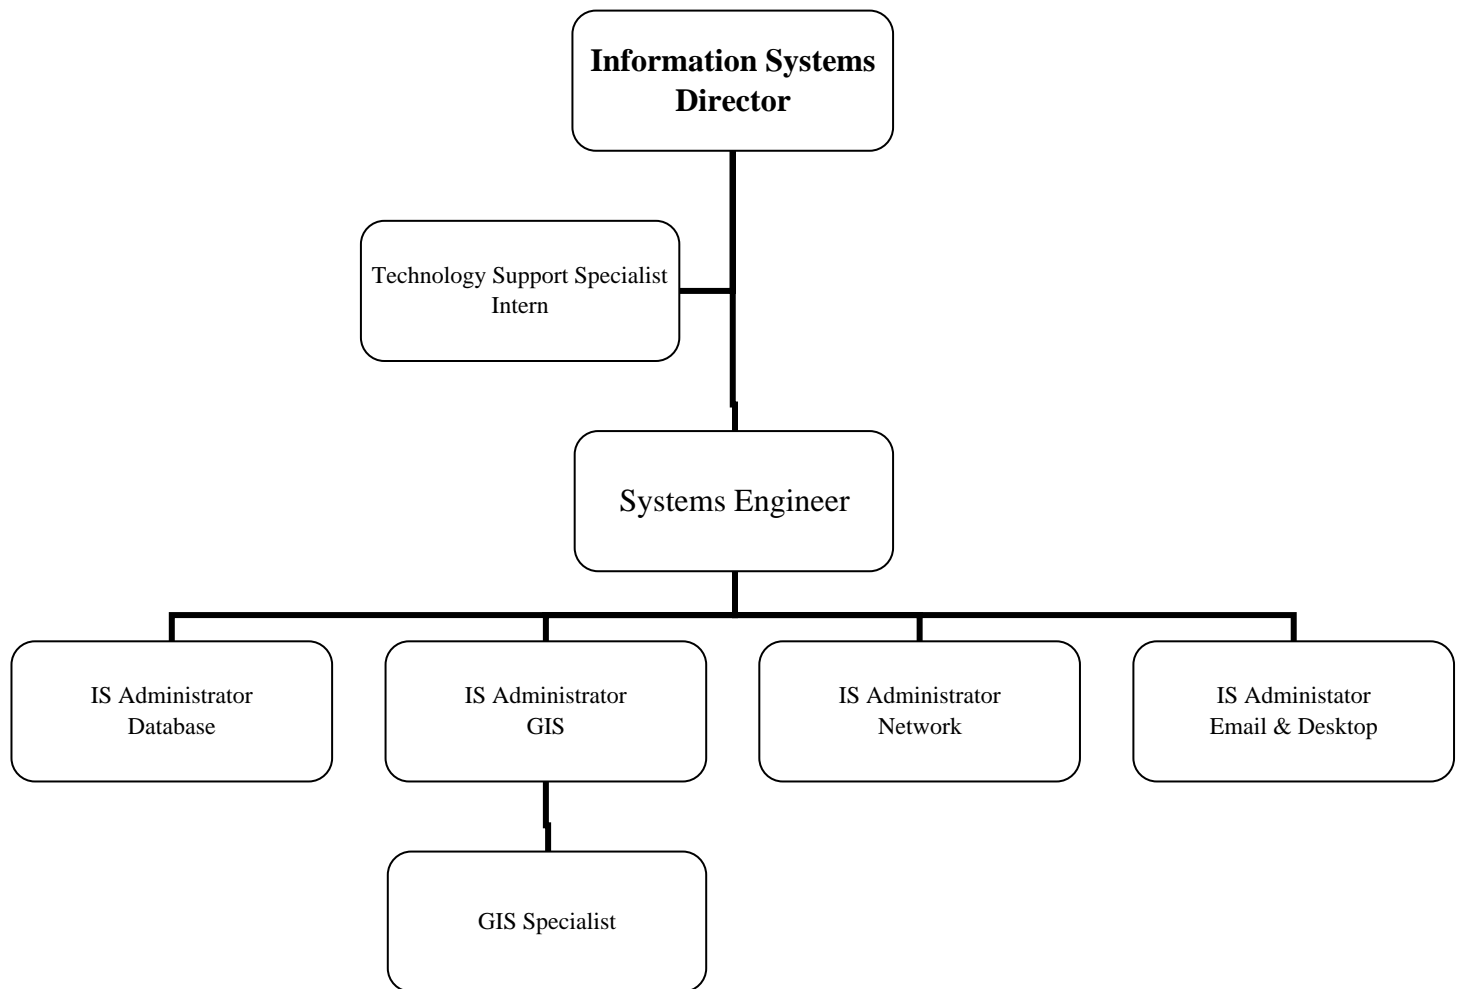 Information Systems
Director
Technology Support Specialist
Intern
Systems Engineer
IS Administrator
Database
IS Administrator
GIS
IS Administrator
Network
IS Administator
Email & Desktop
GIS Specialist